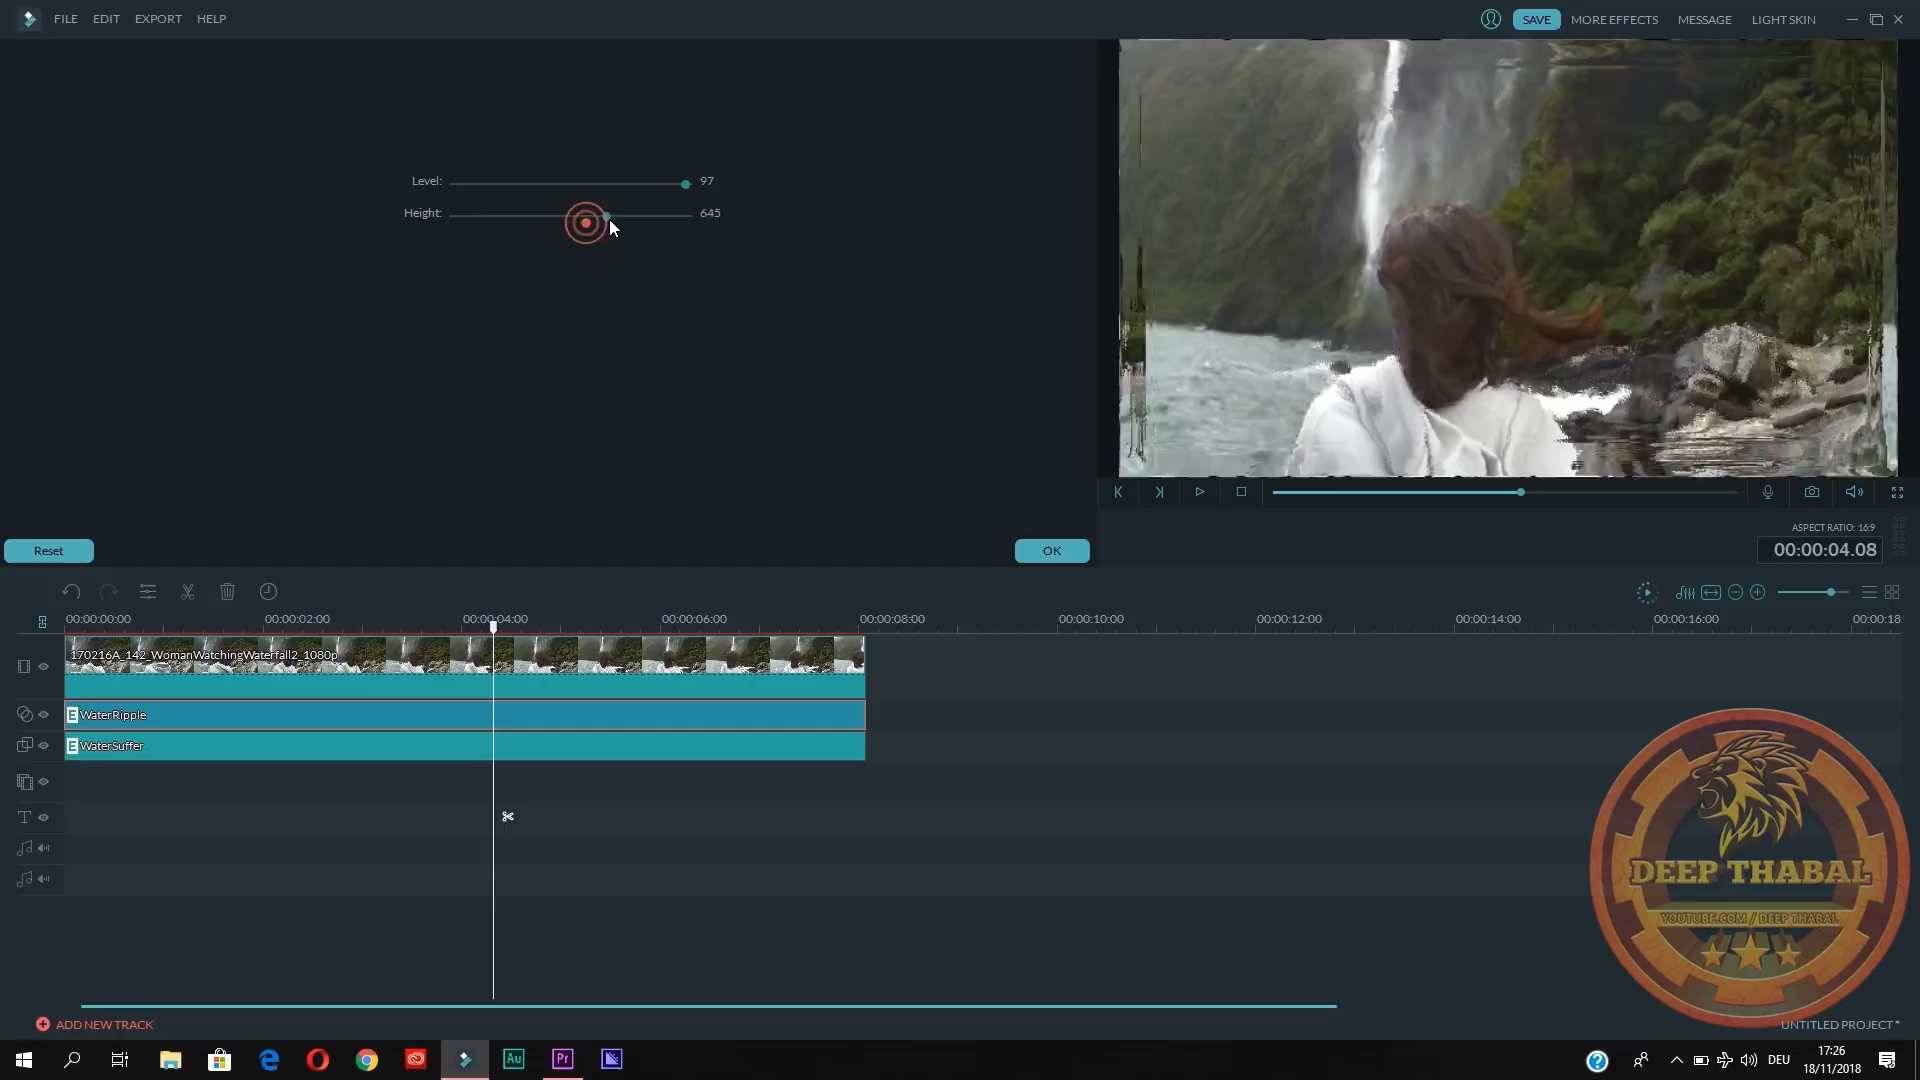 FILE EDIT EXPORT HELP
SAVE MORE EFFECTS MESSAGE LIGHT SKIN
Level: 97
Height: 645
ASPECT RATIO: 16:9
Reset
OK
00:00:04.08
00:00:00:00 00:00:02:00 00:00:04:00 00:00:06:00 00:00:08:00 00:00:10:00 00:00:12:00 00:00:14:00 00:00:16:00 00:00:18
170216A_142_WomanWatchingWaterfall2_1080p
E WaterRipple
E WaterSuffer
T
DEEP THABAL
YOUTUBE.COM / DEEP THABAL
ADD NEW TRACK
UNTITLED PROJECT *
Au Pr
DEU
17:26
18/11/2018